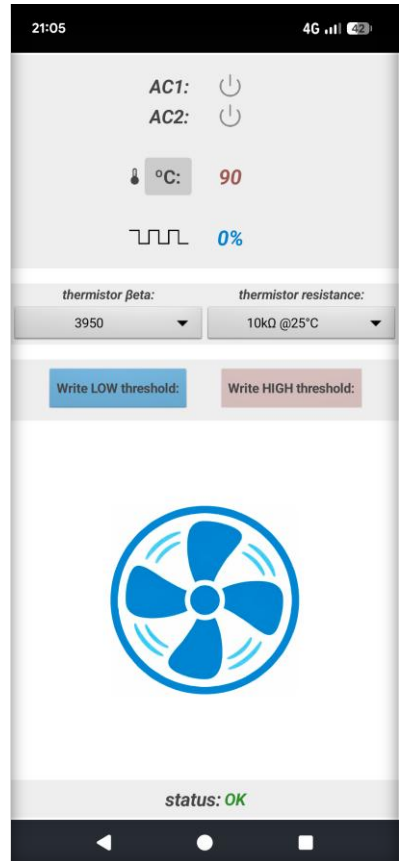 21:05 4G 42
AC1:
AC2:
°C: 90
0%
thermistor βeta: thermistor resistance:
3950 10kΩ @25°C
Write LOW threshold: Write HIGH threshold:
status: OK